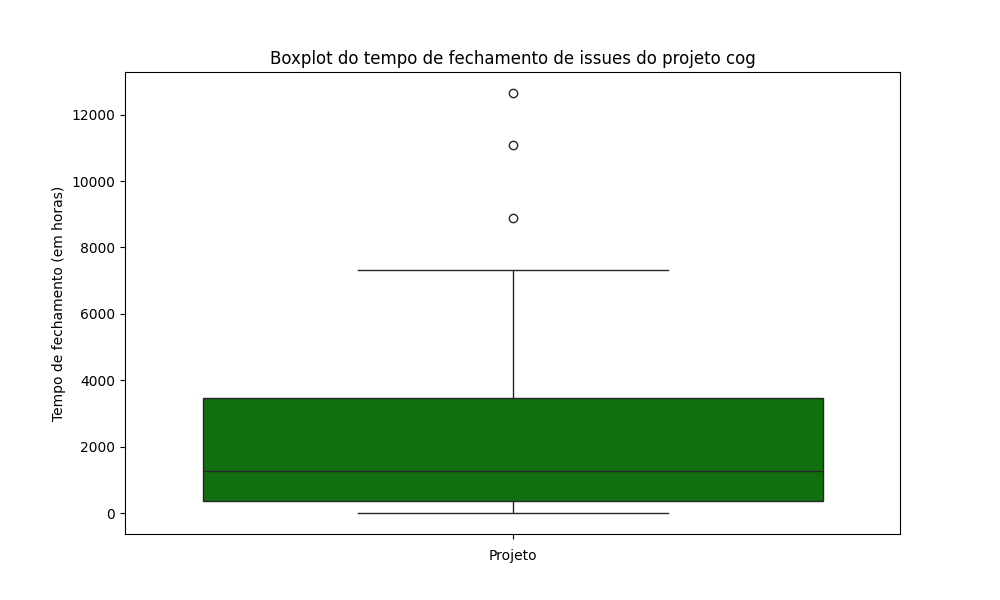 Boxplot do tempo de fechamento de issues do projeto cog
Tempo de fechamento (em horas)
12000
10000
8000
6000
4000
2000
0
Projeto